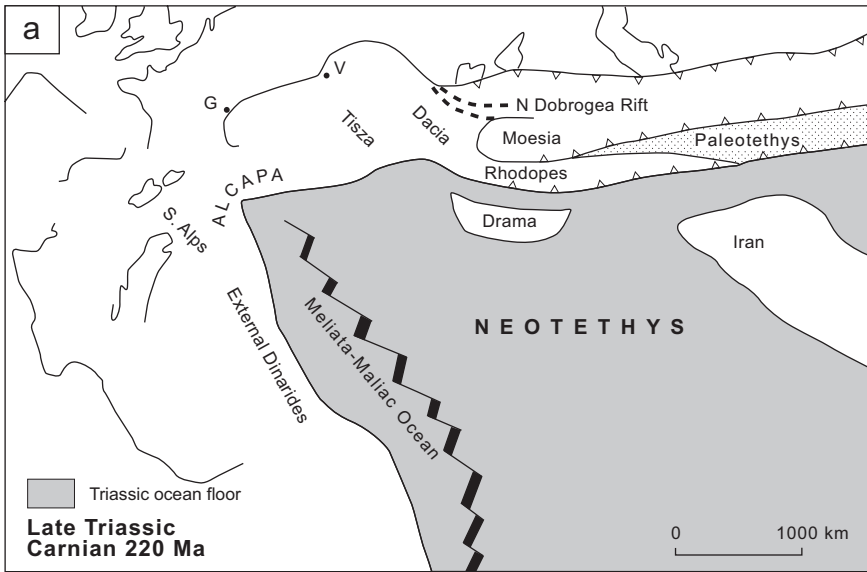 a
V
G
N Dobrogea Rift
Tisza
Dacia
Moesia
Paleotethys
Rhodopes
ALCAPA
S. Alps
Drama
Iran
External Dinarides
Meliata-Maliac Ocean
NEOTETHYS
Triassic ocean floor
Late Triassic
Carnian 220 Ma
0 1000 km